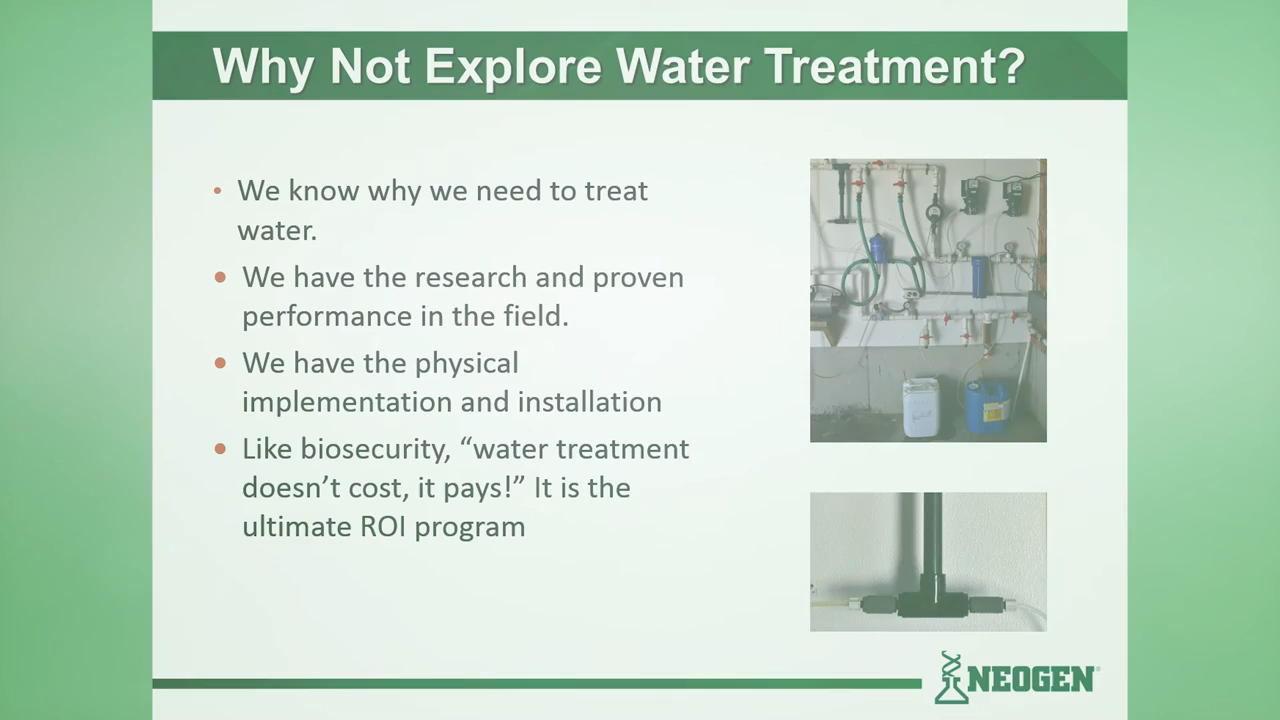 Why Not Explore Water Treatment?
• We know why we need to treat
water.
• We have the research and proven
performance in the field.
• We have the physical
implementation and installation
• Like biosecurity, “water treatment
doesn’t cost, it pays!” It is the
ultimate ROI program
NEOGEN®